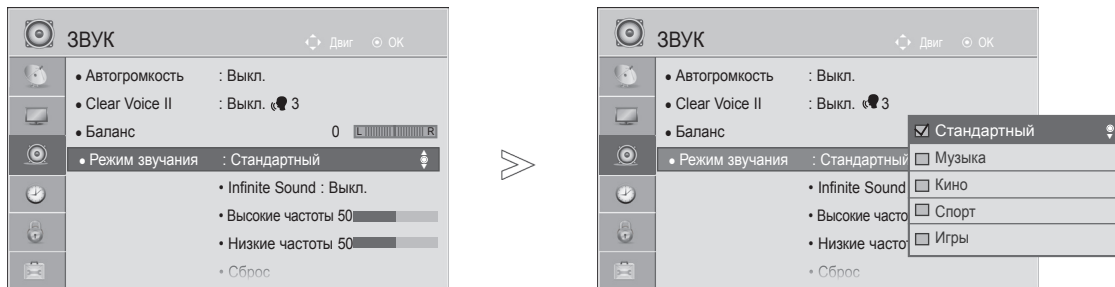 ЗВУК
Двиг ОК
• Автогромкость : Выкл.
• Clear Voice II : Выкл. 3
• Баланс 0 L R
• Режим звучания : Стандартный
• Infinite Sound : Выкл.
• Высокие частоты 50
• Низкие частоты 50
• Сброс
ЗВУК
Двиг ОК
• Автогромкость : Выкл.
• Clear Voice II : Выкл. 3
• Баланс
• Режим звучания : Стандартный
• Infinite Sound
• Высокие часто
• Низкие часто
• Сброс
Стандартный
Музыка
Кино
Спорт
Игры